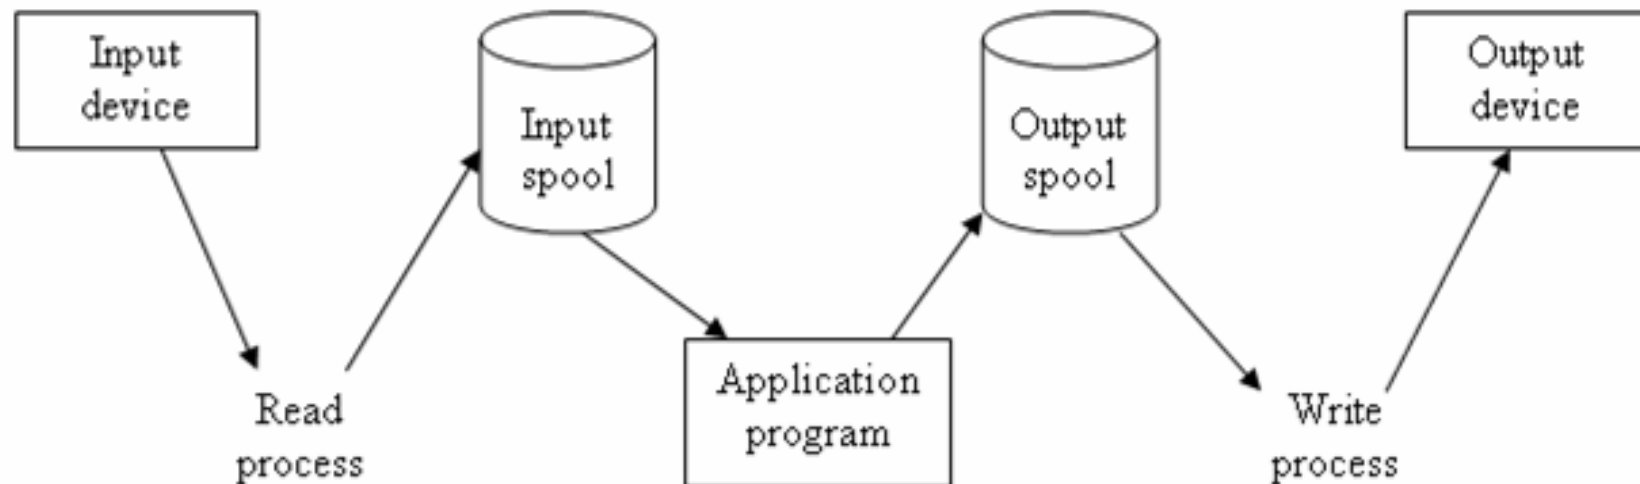 Input
device
Input
spool
Output
spool
Output
device
Read
process
Application
program
Write
process